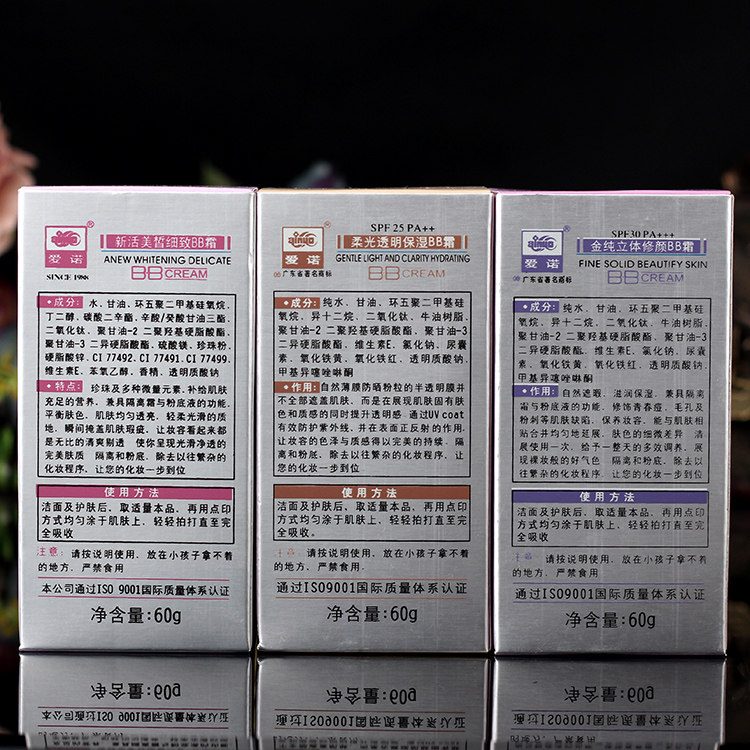 ainuo
®
爱诺
SINCE 1988
新活美皙细致BB霜
ANEW WHITENING DELICATE
BB CREAM
•成分: 水、甘油、环五聚二甲基硅氧烷、
丁二醇、碳酸二辛酯、辛酸/癸酸甘油三酯、
二氧化钛、聚甘油-2 二聚羟基硬脂酸酯、
聚甘油-3 二异硬脂酸酯、硫酸镁、珍珠粉、
硬脂酸锌、CI 77492、CI 77491、CI 77499、
维生素E、苯氧乙醇、香精、透明质酸钠
•特点: 珍珠及多种微量元素、补给肌肤
充足的营养、兼具隔离霜与粉底液的功能、
平衡肤色、肌肤均匀透亮、轻柔光滑的质
地、瞬间掩盖肌肤瑕疵、让妆容看起来都
是无比的清爽剔透、使你呈现光滑净透的
完美肤质、隔离和粉底、除去以往繁杂的
化妆程序、让您的化妆一步到位
使用方法
洁面及护肤后、取适量本品、再用点印
方式均匀涂于肌肤上、轻轻拍打直至完
全吸收
注意: 请按说明使用、放在小孩子拿不着
的地方、严禁食用
本公司通过ISO 9001国际质量体系认证
净含量:60g
ainuo
®
爱诺
广东省著名商标
SPF 25 PA++
柔光透明保湿BB霜
GENTLE LIGHT AND CLARITY HYDRATING
BB CREAM
•成分: 纯水、甘油、环五聚二甲基硅
氧烷、异十二烷、二氧化钛、牛油树脂、
聚甘油-2 二聚羟基硬脂酸酯、聚甘油-3
二异硬脂酸酯、维生素E、氯化钠、尿囊
素、氧化铁黄、氧化铁红、透明质酸钠、
甲基异噻唑啉酮
•作用: 自然薄膜防晒粉粒的半透明膜并
不全部遮盖肌肤、而是在展现肌肤固有肤
色和质感的同时提升透明感、通过UV coat
有效防护紫外线、并在表面正反射的作用、
让妆容的色泽与质感得以完美的持续、隔
离和粉底、除去以往繁杂的化妆程序、让
您的化妆一步到位
使用方法
洁面及护肤后、取适量本品、再用点印
方式均匀涂于肌肤上、轻轻拍打直至完
全吸收
注意: 请按说明使用、放在小孩子拿不着
的地方、严禁食用
通过ISO9001国际质量体系认证
净含量:60g
ainuo
®
爱诺
广东省著名商标
SPF30 PA+++
金纯立体修颜BB霜
FINE SOLID BEAUTIFY SKIN
BB CREAM
•成分: 纯水、甘油、环五聚二甲基硅
氧烷、异十二烷、二氧化钛、牛油树脂、
聚甘油-2 二聚羟基硬脂酸酯、聚甘油-3
二异硬脂酸酯、维生素E、氯化钠、尿囊
素、氧化铁黄、氧化铁红、透明质酸钠、
甲基异噻唑啉酮
•作用: 自然遮瑕、滋润保湿、兼具隔离
霜与粉底液的功能、修饰青春痘、毛孔及
粉刺等肌肤缺陷、保养妆容、能与肌肤相
贴合并均匀地延展、肤色的细微差异、清
晨使用一次、给予一整天的多效调养、展
现裸妆般的好气色、隔离和粉底、除去以
往繁杂的化妆程序、让您的化妆一步到位
使用方法
洁面及护肤后、取适量本品、再用点印
方式均匀涂于肌肤上、轻轻拍打直至完
全吸收
注意: 请按说明使用、放在小孩子拿不着
的地方、严禁食用
通过ISO9001国际质量体系认证
净含量:60g